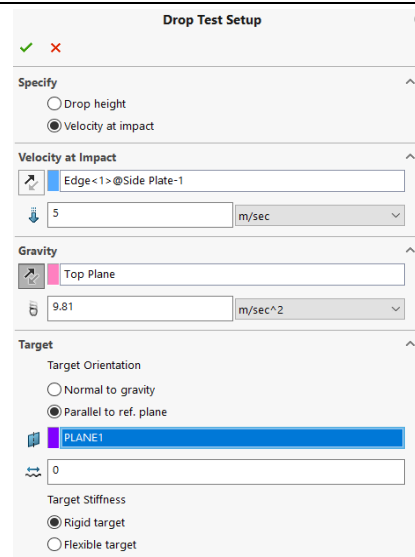 Drop Test Setup
Specify
Drop height
Velocity at impact
Velocity at Impact
Edge<1>@Side Plate-1
5 m/sec
Gravity
Top Plane
9.81 m/sec^2
Target
Target Orientation
Normal to gravity
Parallel to ref. plane
PLANE1
0
Target Stiffness
Rigid target
Flexible target